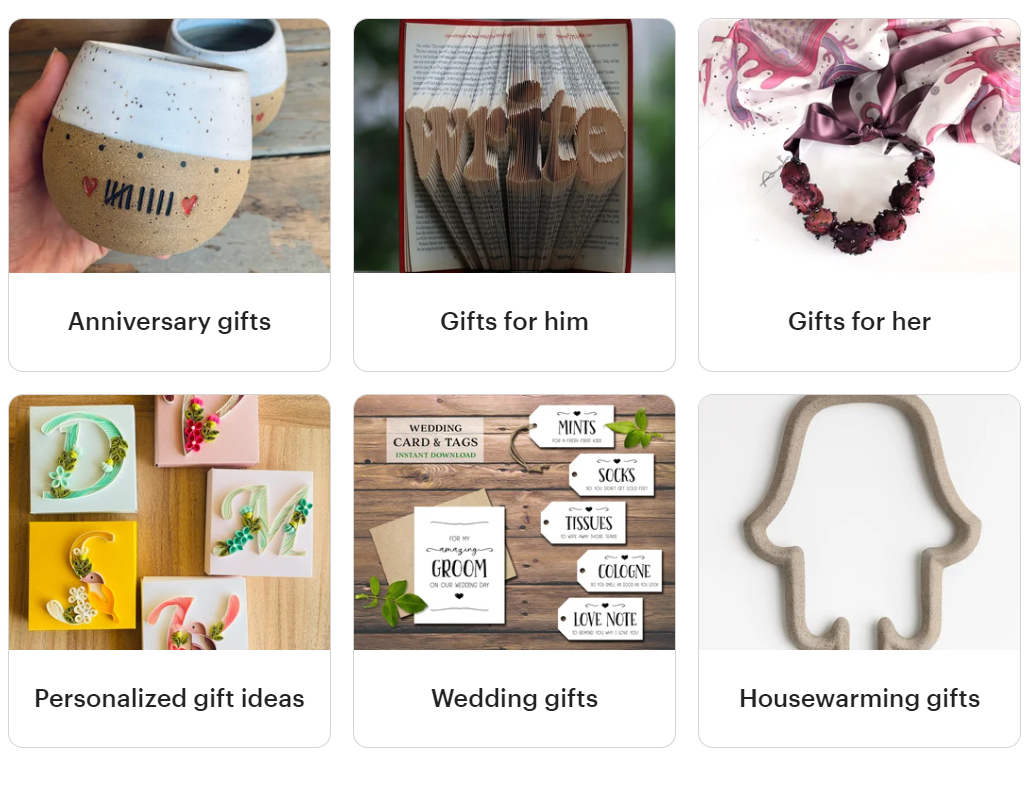 write
Anniversary gifts
Gifts for him
Gifts for her
D
M
WEDDING
CARD & TAGS
INSTANT DOWNLOAD
MINTS
FOR A FRESH FIRST KISS
SOCKS
SO YOU DON'T GET COLD FEET
TISSUES
TO WIPE AWAY THOSE TEARS
FOR MY
amazing
GROOM
ON OUR WEDDING DAY
COLOGNE
SO YOU SMELL AS GOOD AS YOU LOOK
LOVE NOTE
TO REMIND YOU WHY I LOVE YOU
Personalized gift ideas
Wedding gifts
Housewarming gifts